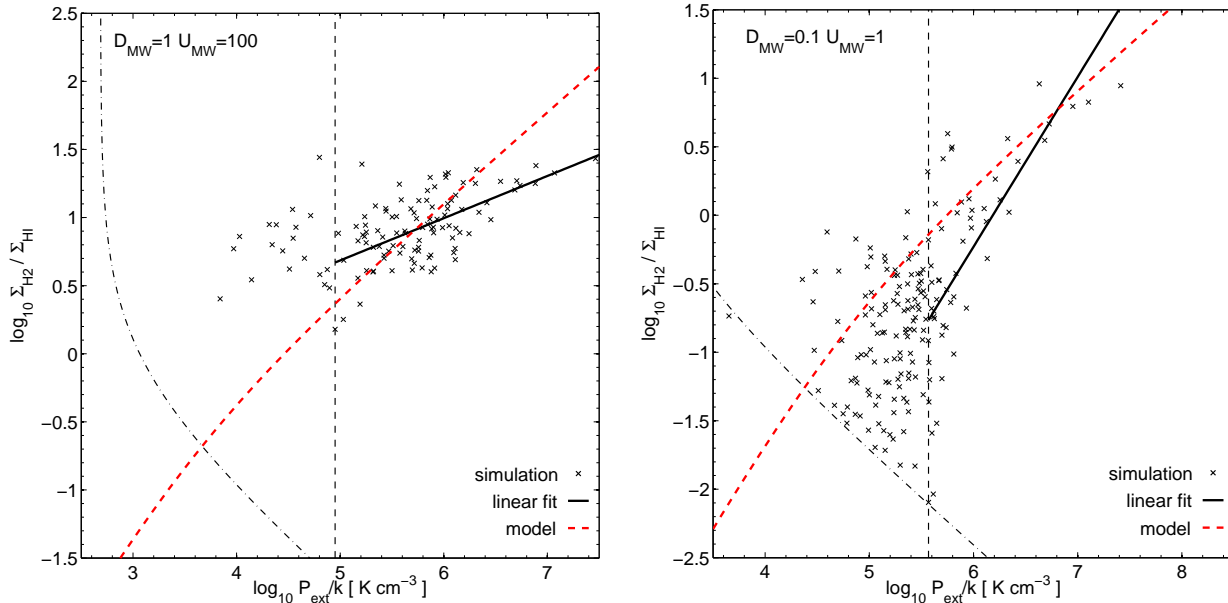 D_MW=1 U_MW=100
2.5
2
1.5
1
0.5
0
−0.5
−1
−1.5
log10 Σ_H2 / Σ_HI
simulation
linear fit
model
3 4 5 6 7
log10 P_ext/k [ K cm−3 ]
D_MW=0.1 U_MW=1
1.5
1
0.5
0
−0.5
−1
−1.5
−2
−2.5
log10 Σ_H2 / Σ_HI
simulation
linear fit
model
4 5 6 7 8
log10 P_ext/k [ K cm−3 ]